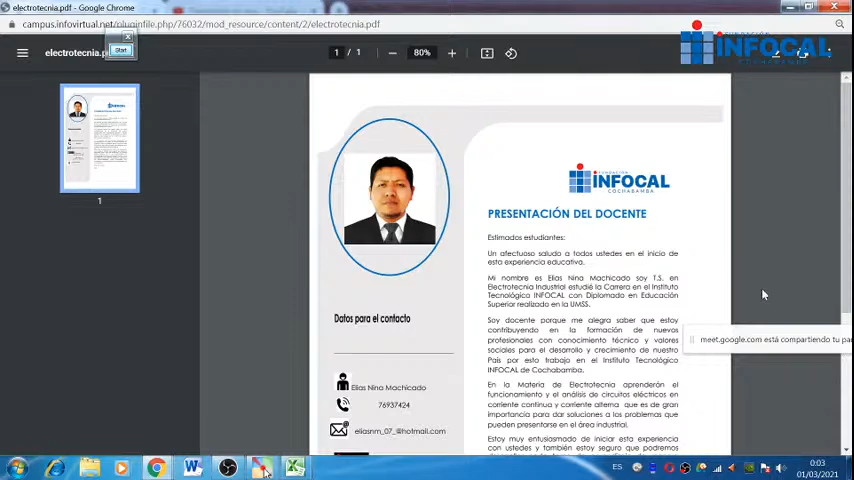 electrotecnia.pdf - Google Chrome
campus.infovirtual.net/pluginfile.php/76032/mod_resource/content/2/electrotecnia.pdf
electrotecnia.p
Start
1 / 1
80%
INFOCAL
COCHABAMBA
1
FUNDACIÓN
INFOCAL
COCHABAMBA
PRESENTACIÓN DEL DOCENTE
Estimados estudiantes:
Un afectuoso saludo a todos ustedes en el inicio de
esta experiencia educativa.
Mi nombre es Elias Nina Machicado soy T.S. en
Electrotecnia Industrial estudié la Carrera en el Instituto
Tecnológico INFOCAL con Diplomado en Educación
Superior realizado en la UMSS.
Soy docente porque me alegra saber que estoy
contribuyendo en la formación de nuevos
profesionales con conocimiento técnico y valores
sociales para el desarrollo y crecimiento de nuestro
País por esto trabajo en el Instituto Tecnológico
INFOCAL de Cochabamba.
En la Materia de Electrotecnia aprenderán el
funcionamiento y el análisis de circuitos eléctricos en
corriente continua y corriente alterna que es de gran
importancia para dar soluciones a los problemas que
pueden presentarse en el área industrial.
Estoy muy entusiasmado de iniciar esta experiencia
con ustedes y también estoy seguro que podremos
Datos para el contacto
Elias Nina Machicado
76937424
eliasnm_07_@hotmail.com
meet.google.com está compartiendo tu pa
ES
0:03
01/03/2021